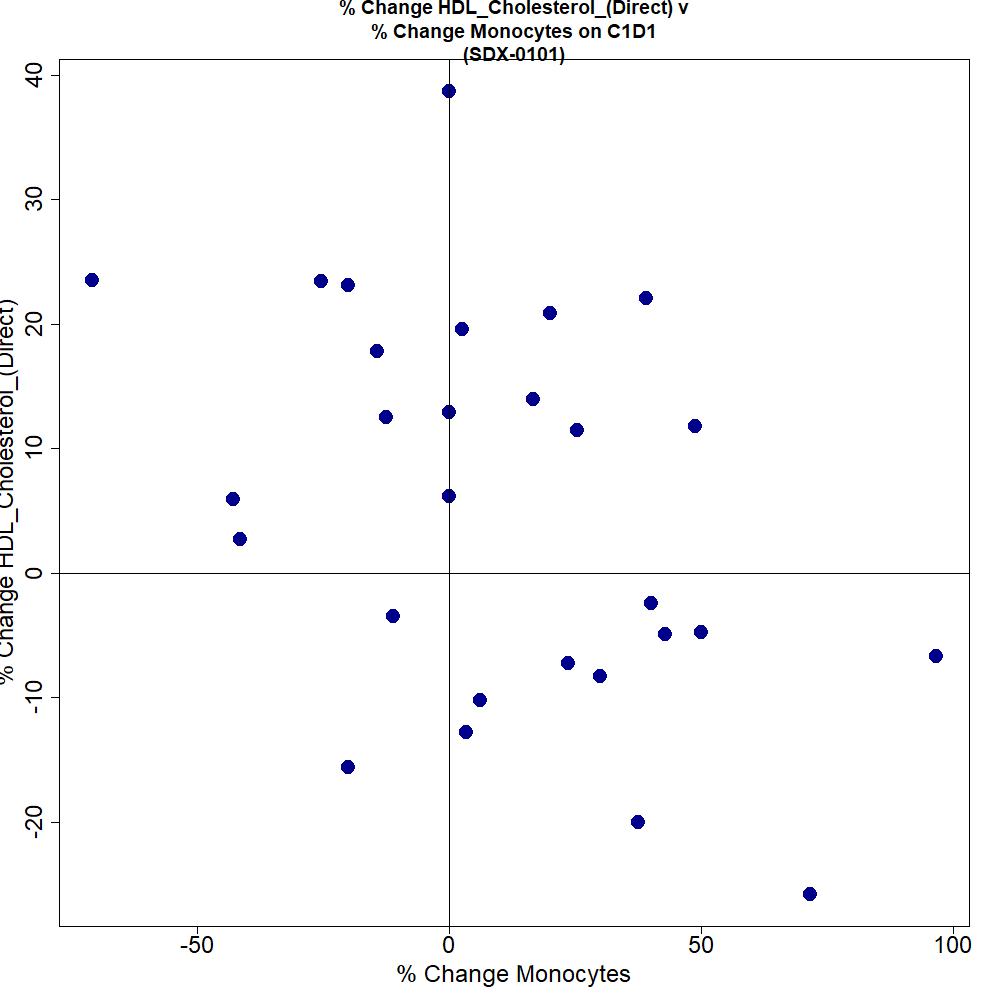 % Change HDL_Cholesterol_(Direct) v
% Change Monocytes on C1D1
(SDX-0101)
% Change HDL_Cholesterol_(Direct)
40
30
20
10
0
-10
-20
-50
0
50
100
% Change Monocytes